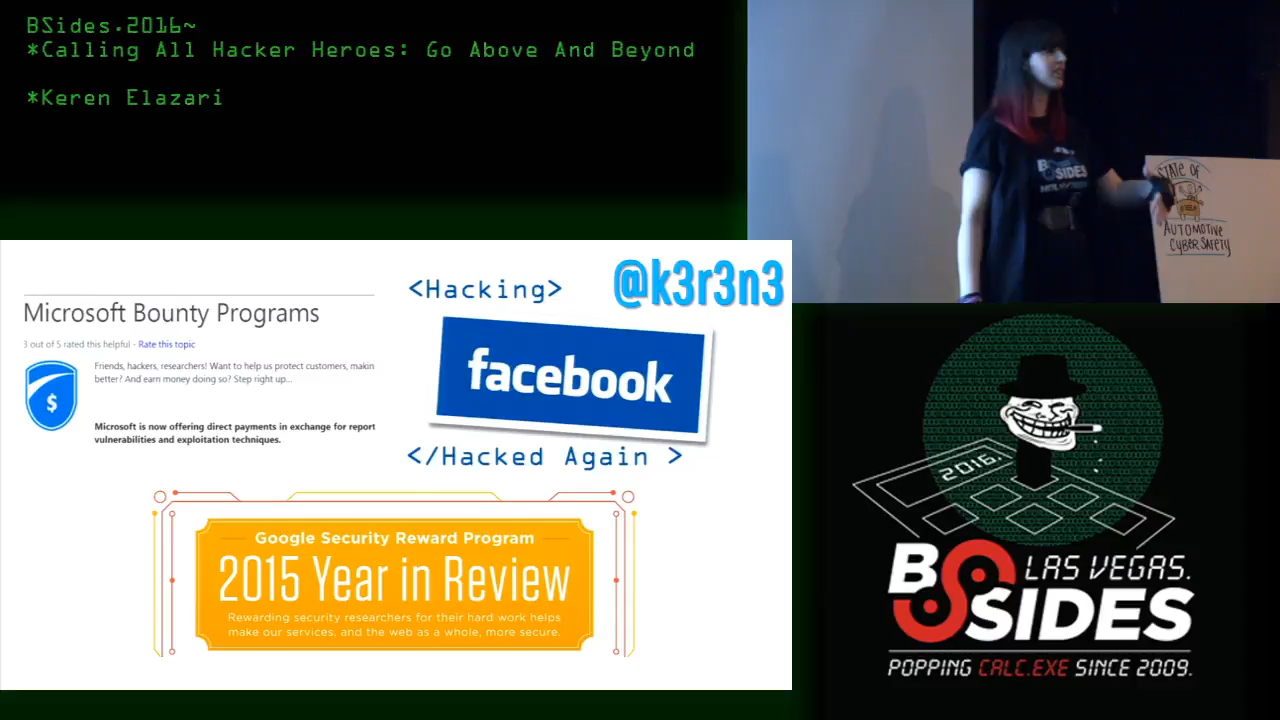 BSides.2016~
*Calling All Hacker Heroes: Go Above And Beyond
*Keren Elazari
STATE OF
HELP
AUTOMOTIVE
CYBER SAFETY
BSIDES
@k3r3n3
Microsoft Bounty Programs
3 out of 5 rated this helpful - Rate this topic
Friends, hackers, researchers! Want to help us protect customers, makin
better? And earn money doing so? Step right up...
$
Microsoft is now offering direct payments in exchange for report
vulnerabilities and exploitation techniques.
<Hacking>
facebook
</Hacked Again >
Google Security Reward Program
2015 Year in Review
Rewarding security researchers for their hard work helps
make our services, and the web as a whole, more secure.
2016.
BSIDES
LAS VEGAS.
POPPING CALC.EXE SINCE 2009.